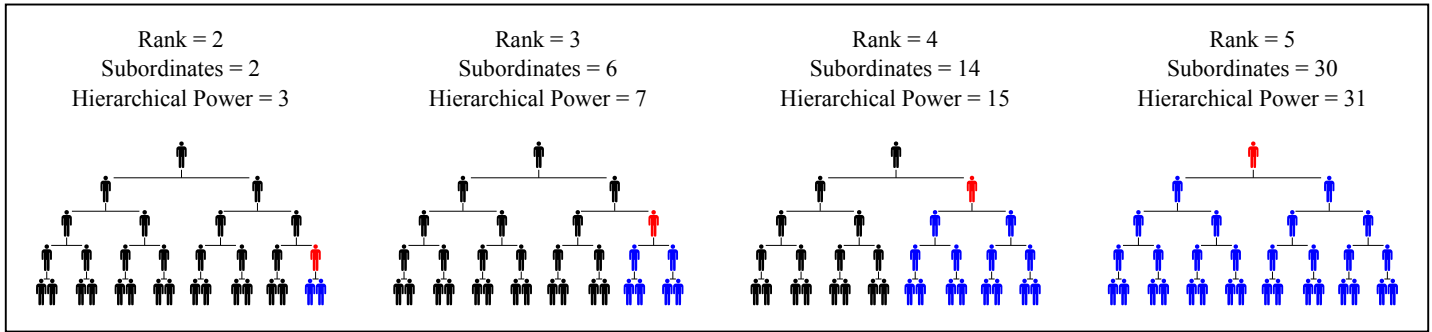 Rank = 2
Subordinates = 2
Hierarchical Power = 3
Rank = 3
Subordinates = 6
Hierarchical Power = 7
Rank = 4
Subordinates = 14
Hierarchical Power = 15
Rank = 5
Subordinates = 30
Hierarchical Power = 31